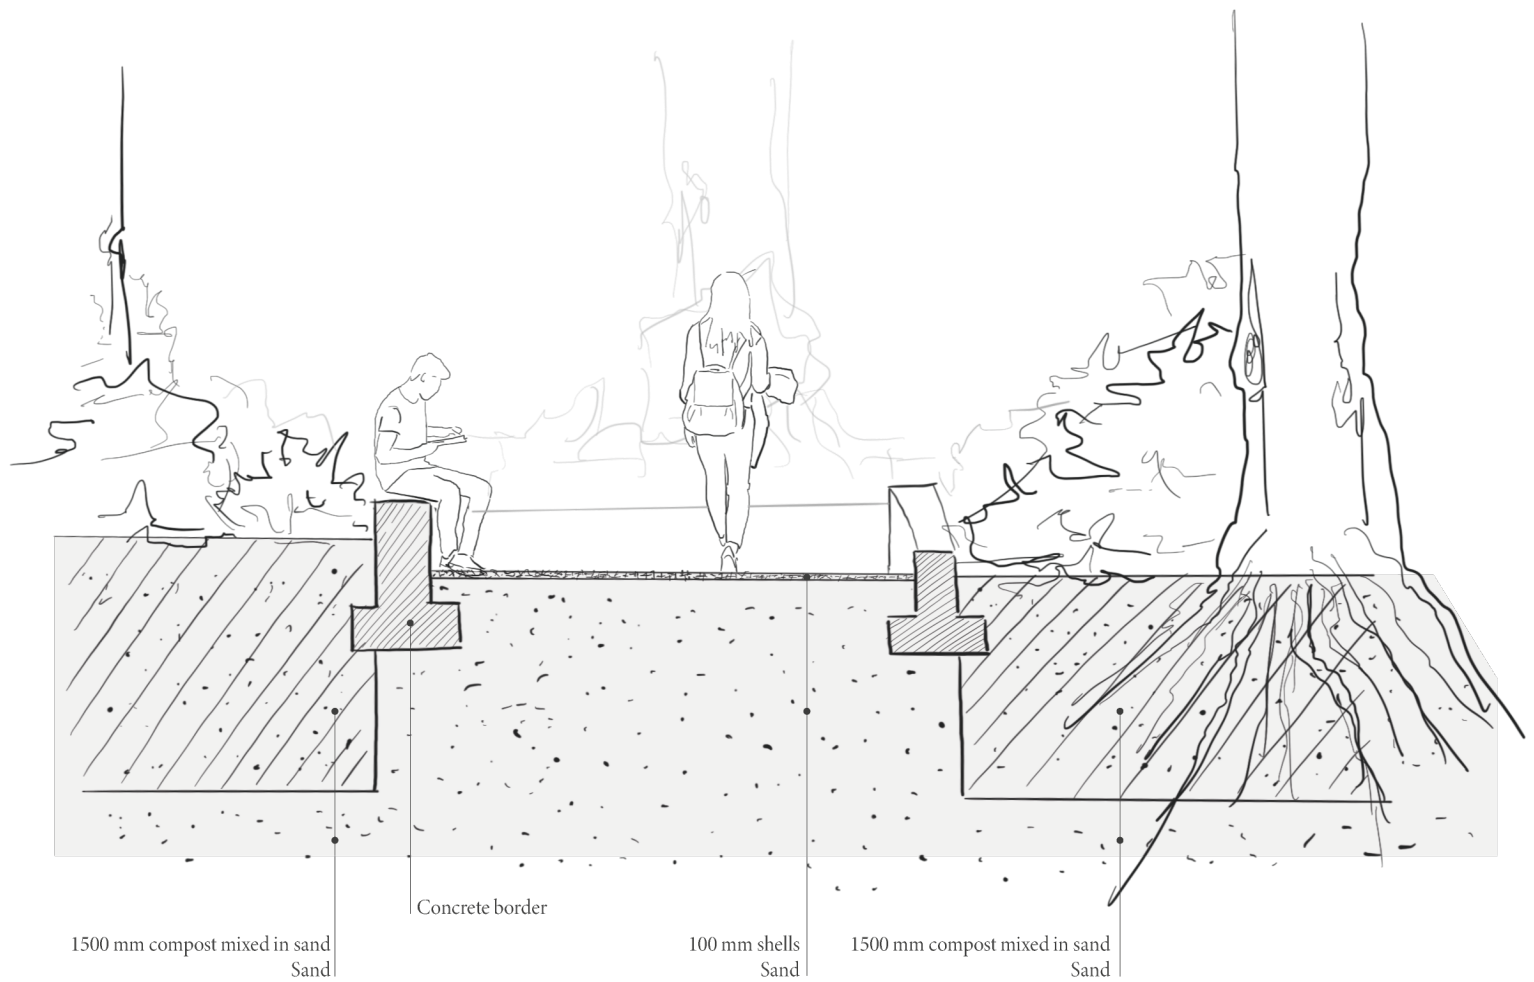 Concrete border
1500 mm compost mixed in sand
Sand
100 mm shells
Sand
1500 mm compost mixed in sand
Sand